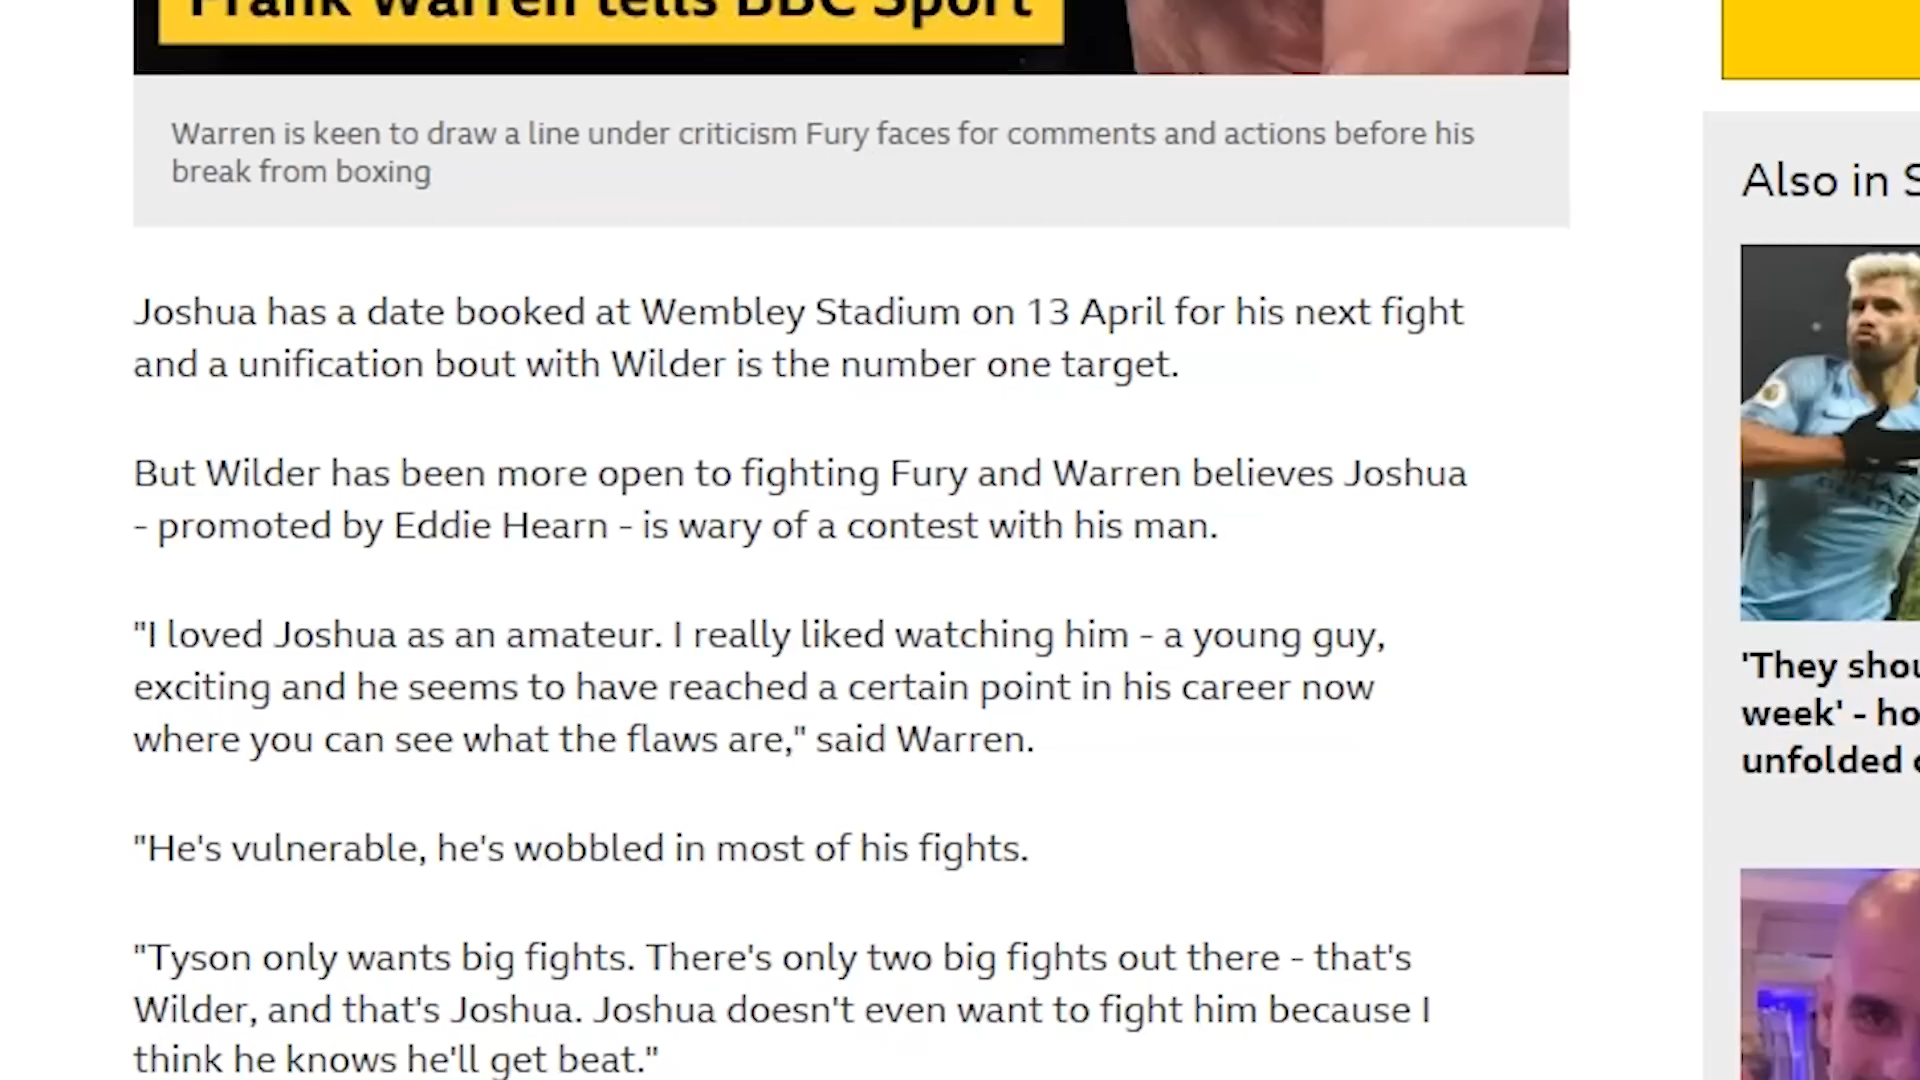 Frank Warren tells BBC Sport
Warren is keen to draw a line under criticism Fury faces for comments and actions before his
break from boxing
Joshua has a date booked at Wembley Stadium on 13 April for his next fight
and a unification bout with Wilder is the number one target.
But Wilder has been more open to fighting Fury and Warren believes Joshua
- promoted by Eddie Hearn - is wary of a contest with his man.
"I loved Joshua as an amateur. I really liked watching him - a young guy,
exciting and he seems to have reached a certain point in his career now
where you can see what the flaws are," said Warren.
"He's vulnerable, he's wobbled in most of his fights.
"Tyson only wants big fights. There's only two big fights out there - that's
Wilder, and that's Joshua. Joshua doesn't even want to fight him because I
think he knows he'll get beat."
Also in
'They
week' -
unfolded